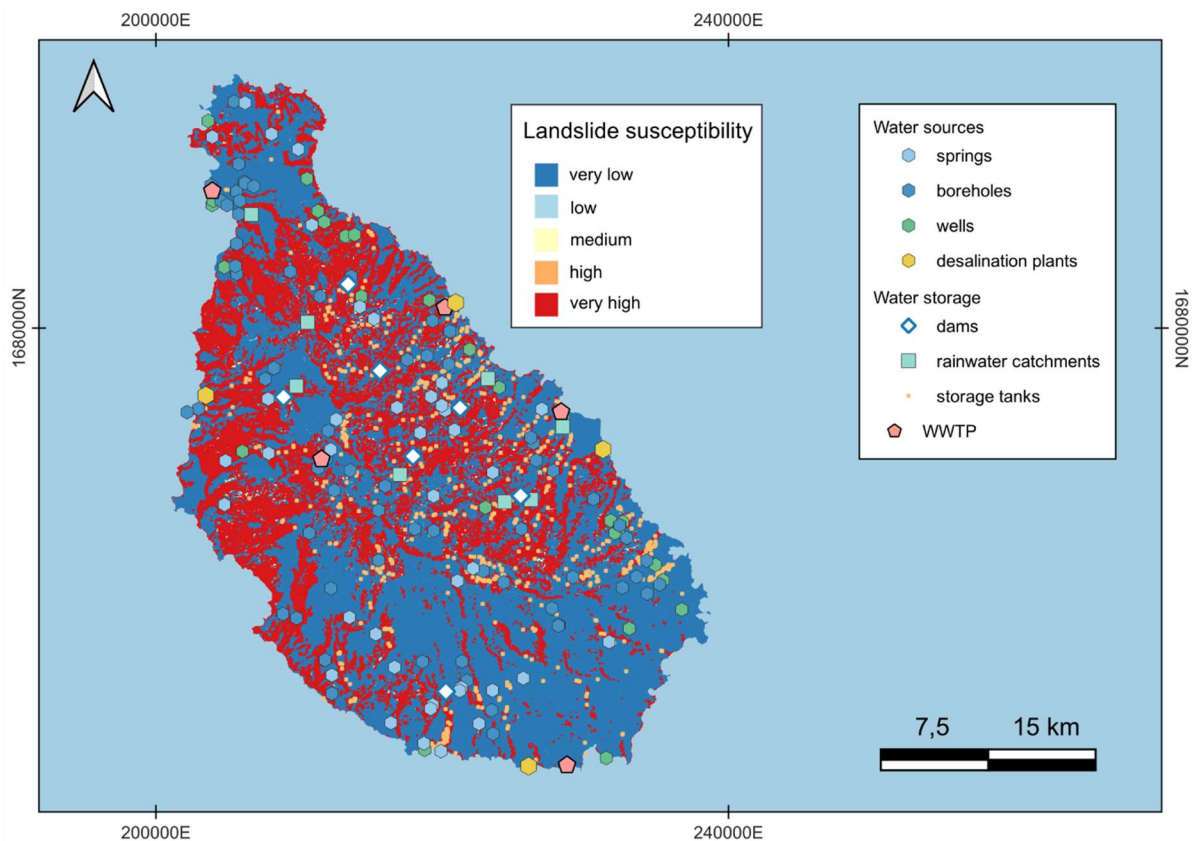 200000E
240000E
1680000N
1680000N
Landslide susceptibility
very low
low
medium
high
very high
Water sources
springs
boreholes
wells
desalination plants
Water storage
dams
rainwater catchments
storage tanks
WWTP
7,5
15 km
200000E
240000E